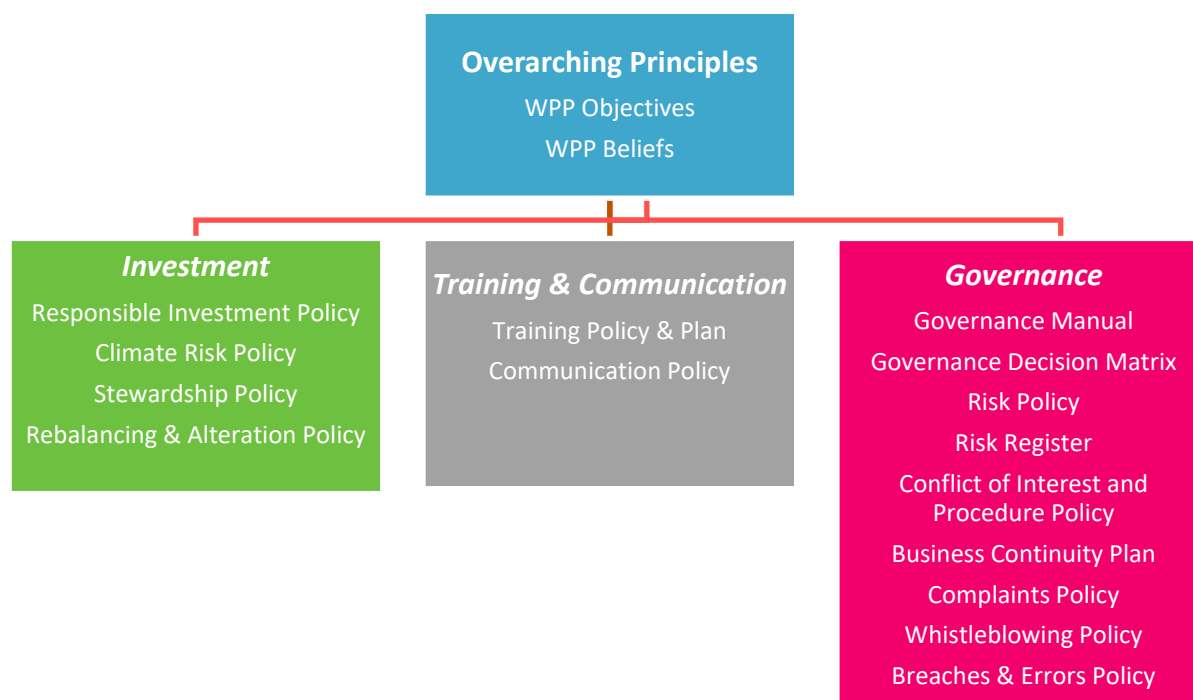 Overarching Principles
WPP Objectives
WPP Beliefs
Investment
Responsible Investment Policy
Climate Risk Policy
Stewardship Policy
Rebalancing & Alteration Policy
Training & Communication
Training Policy & Plan
Communication Policy
Governance
Governance Manual
Governance Decision Matrix
Risk Policy
Risk Register
Conflict of Interest and
Procedure Policy
Business Continuity Plan
Complaints Policy
Whistleblowing Policy
Breaches & Errors Policy